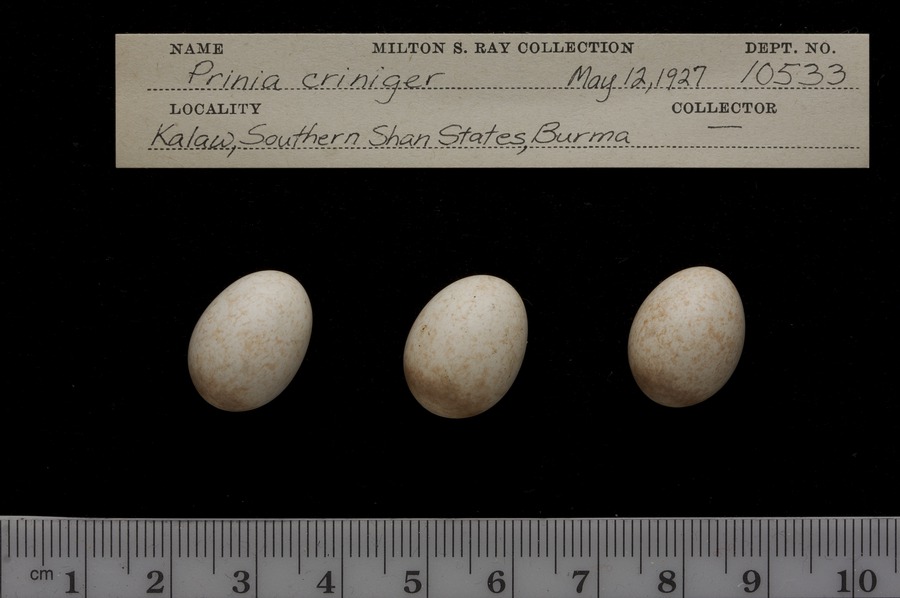 NAME MILTON S. RAY COLLECTION DEPT. NO.
Prinia criniger May 12, 1927 10533
LOCALITY COLLECTOR
Kalaw, Southern Shan States, Burma —
cm 1 2 3 4 5 6 7 8 9 10